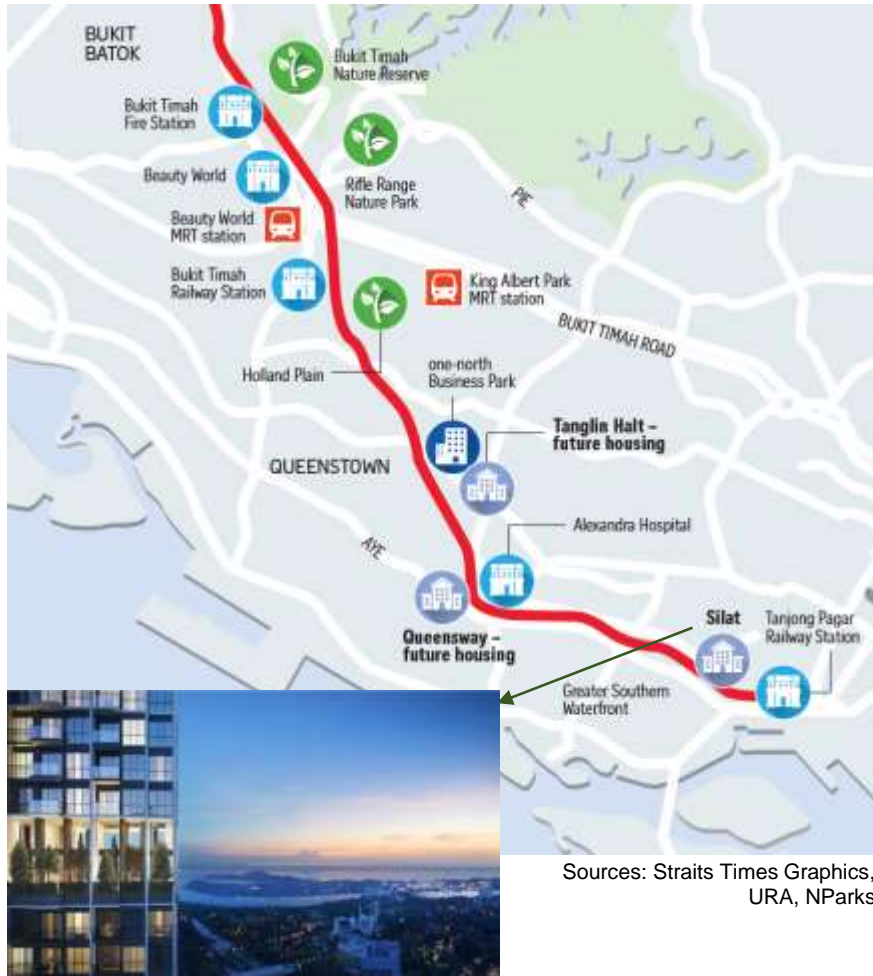 BUKIT
BATOK
Bukit Timah
Nature Reserve
Bukit Timah
Fire Station
Beauty World
Rifle Range
Nature Park
PIE
Beauty World
MRT station
Bukit Timah
Railway Station
King Albert Park
MRT station
BUKIT TIMAH ROAD
Holland Plain
one-north
Business Park
Tanglin Halt –
future housing
QUEENSTOWN
Alexandra Hospital
AYE
Queensway –
future housing
Silat
Tanjong Pagar
Railway Station
Greater Southern
Waterfront
Sources: Straits Times Graphics,
URA, NParks